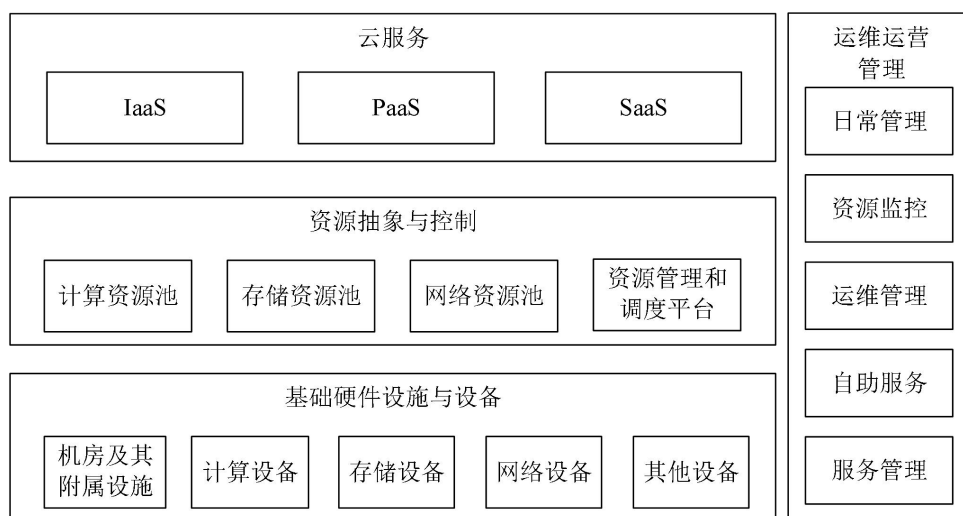 云服务
IaaS
PaaS
SaaS
资源抽象与控制
计算资源池
存储资源池
网络资源池
资源管理和
调度平台
基础硬件设施与设备
机房及其
附属设施
计算设备
存储设备
网络设备
其他设备
运维运营
管理
日常管理
资源监控
运维管理
自助服务
服务管理